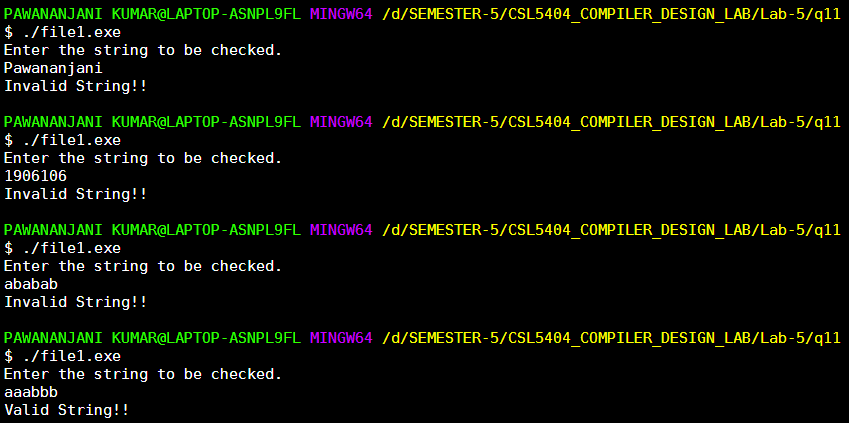 PAWANANJANI KUMAR@LAPTOP-ASNPL9FL MINGW64 /d/SEMESTER-5/CSL5404_COMPILER_DESIGN_LAB/Lab-5/q11
$ ./file1.exe
Enter the string to be checked.
Pawananjani
Invalid String!!
PAWANANJANI KUMAR@LAPTOP-ASNPL9FL MINGW64 /d/SEMESTER-5/CSL5404_COMPILER_DESIGN_LAB/Lab-5/q11
$ ./file1.exe
Enter the string to be checked.
1906106
Invalid String!!
PAWANANJANI KUMAR@LAPTOP-ASNPL9FL MINGW64 /d/SEMESTER-5/CSL5404_COMPILER_DESIGN_LAB/Lab-5/q11
$ ./file1.exe
Enter the string to be checked.
ababab
Invalid String!!
PAWANANJANI KUMAR@LAPTOP-ASNPL9FL MINGW64 /d/SEMESTER-5/CSL5404_COMPILER_DESIGN_LAB/Lab-5/q11
$ ./file1.exe
Enter the string to be checked.
aaabbb
Valid String!!